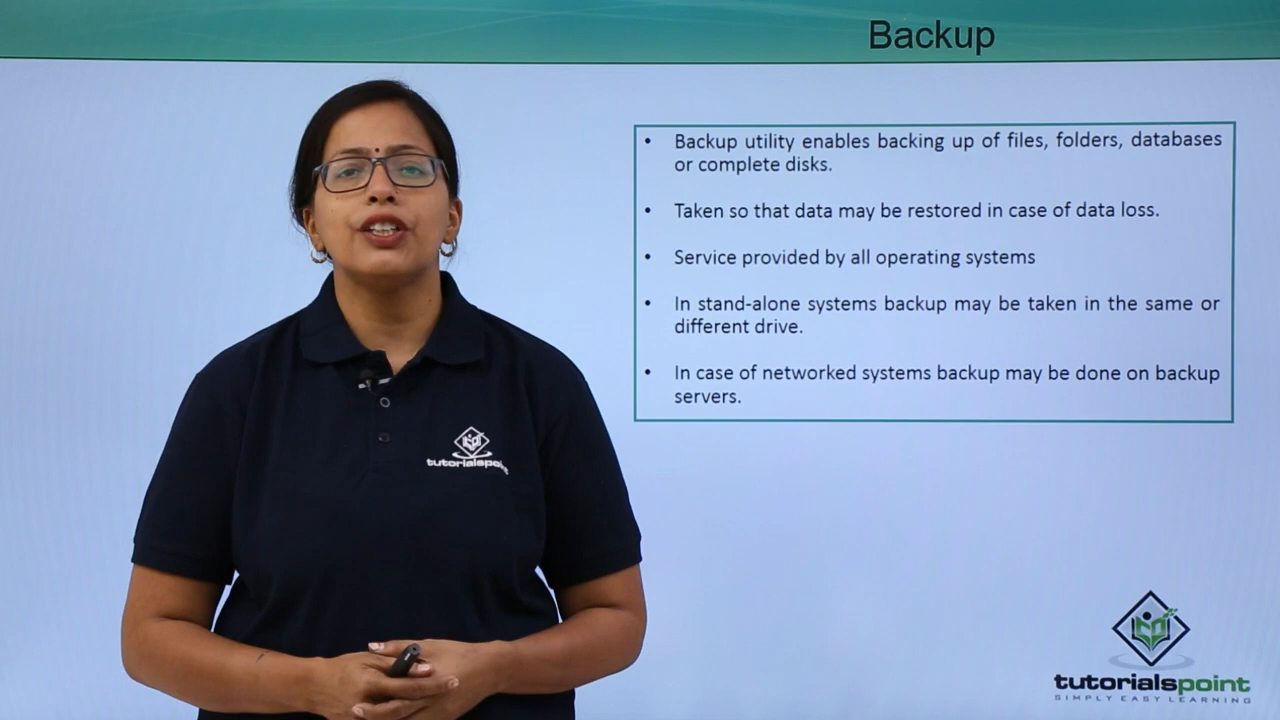 Backup
• Backup utility enables backing up of files, folders, databases
or complete disks.
• Taken so that data may be restored in case of data loss.
• Service provided by all operating systems
• In stand-alone systems backup may be taken in the same or
different drive.
• In case of networked systems backup may be done on backup
servers.
tutorialspoint
tutorialspoint
SIMPLY EASY LEARNING